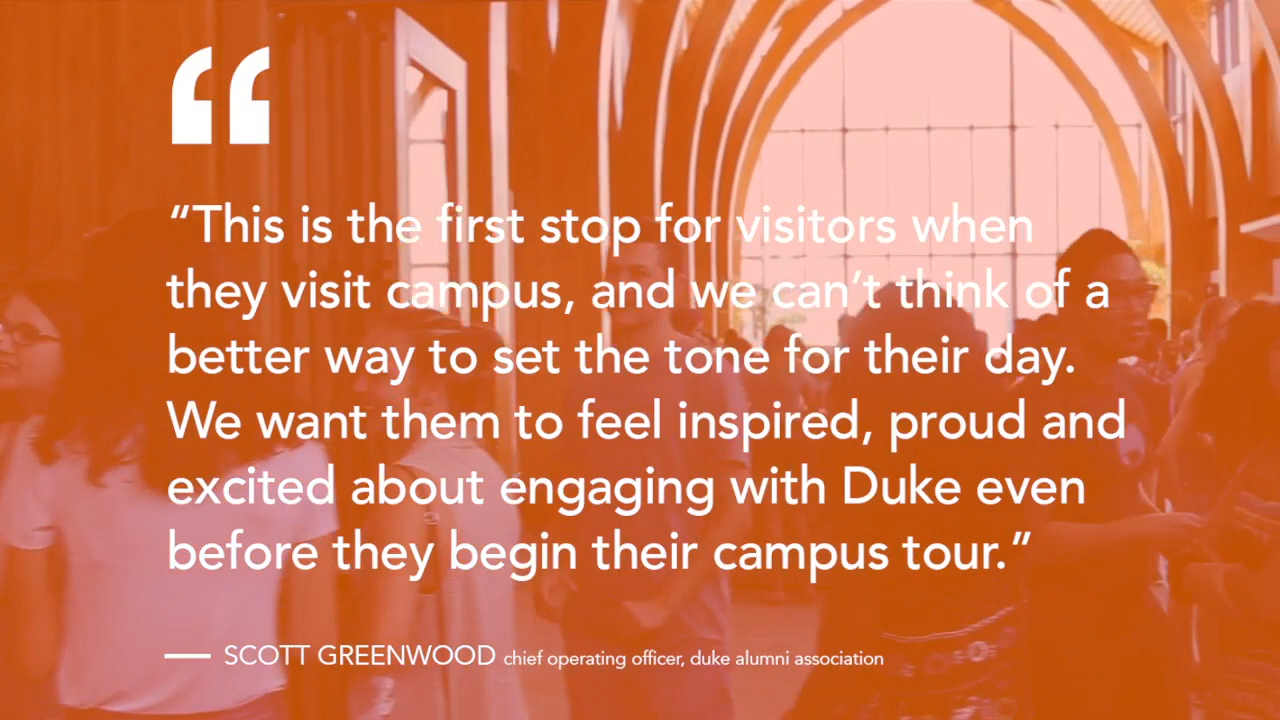 “
“This is the first stop for visitors when
they visit campus, and we can’t think of a
better way to set the tone for their day.
We want them to feel inspired, proud and
excited about engaging with Duke even
before they begin their campus tour.”
— SCOTT GREENWOOD chief operating officer, duke alumni association